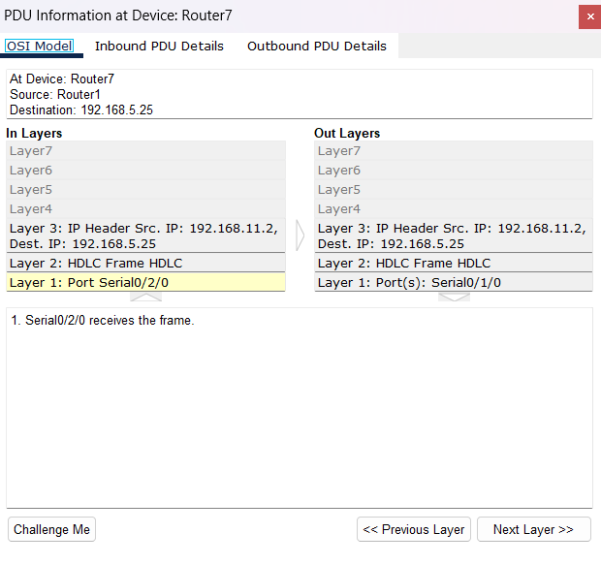 PDU Information at Device: Router7
OSI Model Inbound PDU Details Outbound PDU Details
At Device: Router7
Source: Router1
Destination: 192.168.5.25
In Layers
Layer7
Layer6
Layer5
Layer4
Layer 3: IP Header Src. IP: 192.168.11.2,
Dest. IP: 192.168.5.25
Layer 2: HDLC Frame HDLC
Layer 1: Port Serial0/2/0
Out Layers
Layer7
Layer6
Layer5
Layer4
Layer 3: IP Header Src. IP: 192.168.11.2,
Dest. IP: 192.168.5.25
Layer 2: HDLC Frame HDLC
Layer 1: Port(s): Serial0/1/0
1. Serial0/2/0 receives the frame.
Challenge Me << Previous Layer Next Layer >>